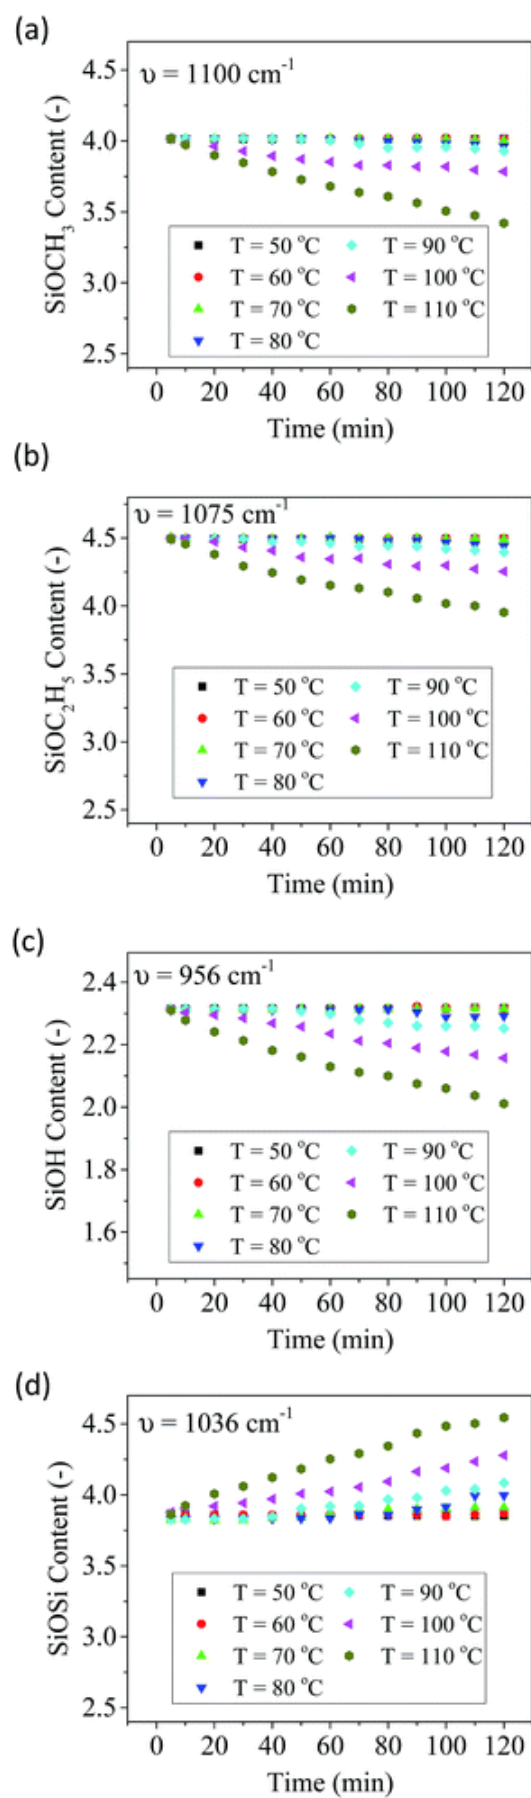 (a)
υ = 1100 cm⁻¹
SiOCH₃ Content (-)
4.5
4.0
3.5
3.0
2.5
T = 50 °C
T = 60 °C
T = 70 °C
T = 80 °C
T = 90 °C
T = 100 °C
T = 110 °C
0 20 40 60 80 100 120
Time (min)
(b)
υ = 1075 cm⁻¹
SiOC₂H₅ Content (-)
4.5
4.0
3.5
3.0
2.5
T = 50 °C
T = 60 °C
T = 70 °C
T = 80 °C
T = 90 °C
T = 100 °C
T = 110 °C
0 20 40 60 80 100 120
Time (min)
(c)
υ = 956 cm⁻¹
SiOH Content (-)
2.4
2.2
2.0
1.8
1.6
T = 50 °C
T = 60 °C
T = 70 °C
T = 80 °C
T = 90 °C
T = 100 °C
T = 110 °C
0 20 40 60 80 100 120
Time (min)
(d)
υ = 1036 cm⁻¹
SiOSi Content (-)
4.5
4.0
3.5
3.0
2.5
T = 50 °C
T = 60 °C
T = 70 °C
T = 80 °C
T = 90 °C
T = 100 °C
T = 110 °C
0 20 40 60 80 100 120
Time (min)